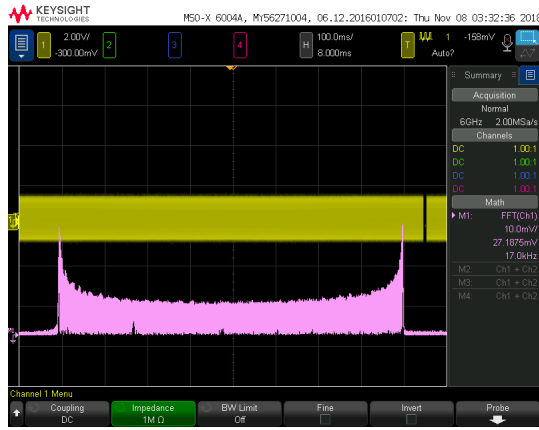 KEYSIGHT
TECHNOLOGIES
MSO-X 6004A, MY56271004, 06.12.2016010702: Thu Nov 08 03:32:36 2018
1 2.00V/ -300.00mV
2
3
4
H 100.0ms/ 8.000ms
T 1 -158mV
Auto?
Summary
Acquisition
Normal
6GHz 2.00MSa/s
Channels
DC 1.00:1
DC 1.00:1
DC 1.00:1
DC 1.00:1
Math
M1: FFT(Ch1)
10.0mV/
27.1875mV
17.0kHz
M2: Ch1 + Ch2
M3: Ch1 + Ch2
M4: Ch1 + Ch2
Channel 1 Menu
Coupling
DC
Impedance
1M Ω
BW Limit
Off
Fine
Invert
Probe